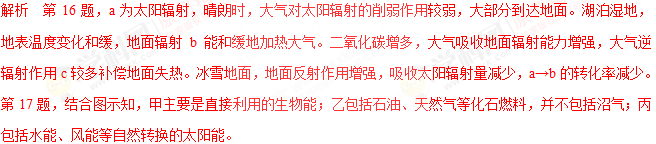 解析 第 16 题，a 为太阳辐射，晴朗时，大气对太阳辐射的削弱作用较弱，大部分到达地面。湖泊湿地，
地表温度变化和缓，地面辐射 b 能和缓地加热大气。二氧化碳增多，大气吸收地面辐射能力增强，大气逆
辐射作用 c 较多补偿地面失热。冰雪地面，地面反射作用增强，吸收太阳辐射量减少，a→b 的转化率减少。
第 17 题，结合图示知，甲主要是直接利用的生物能；乙包括石油、天然气等化石燃料，并不包括沼气；丙
包括水能、风能等自然转换的太阳能。